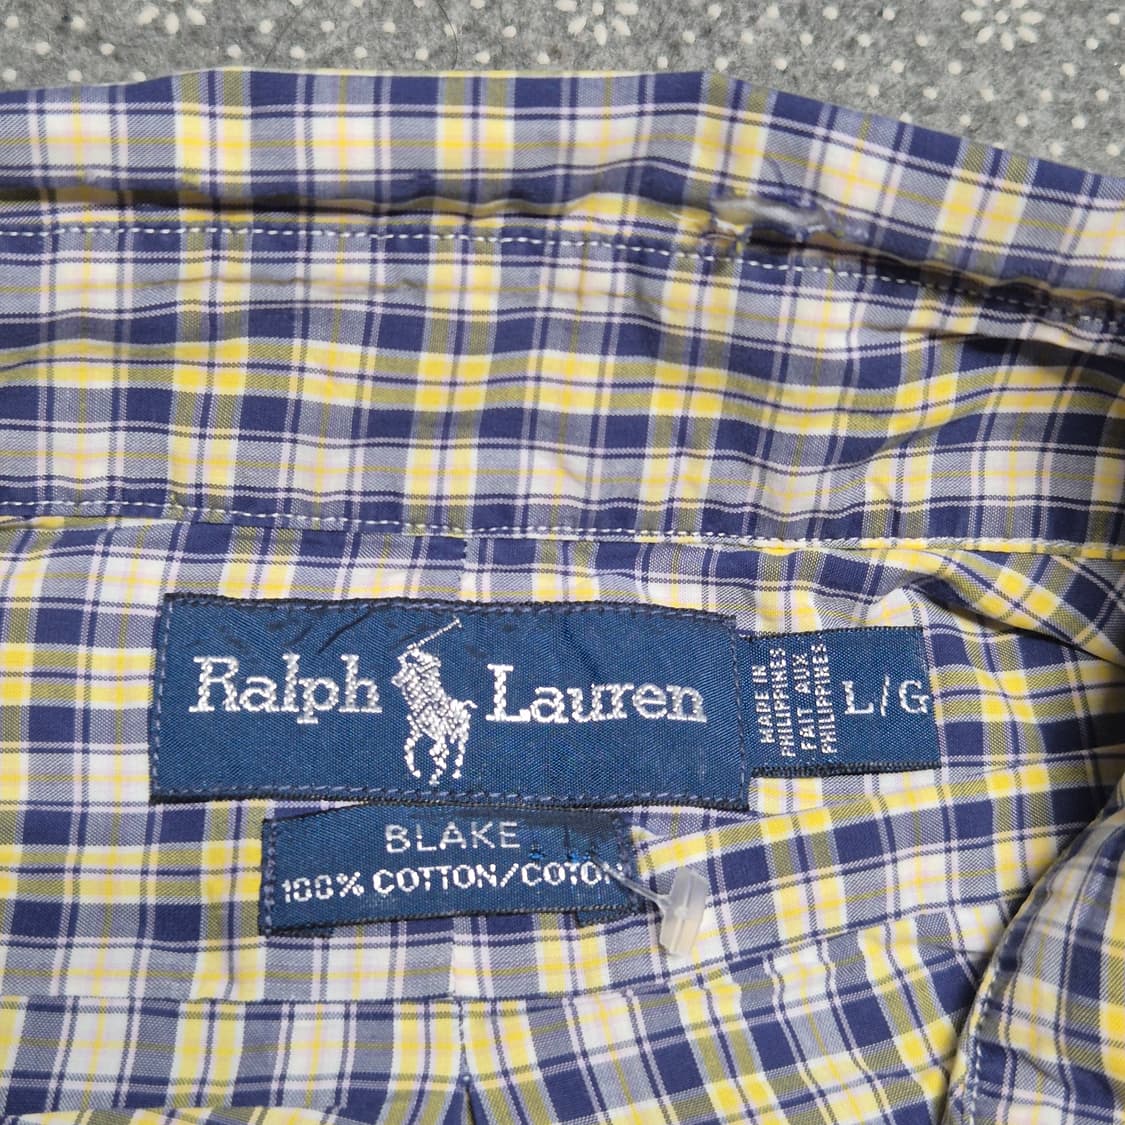 Ralph Lauren
MADE IN
PHILIPPINES
FAIT AUX
PHILIPPINES
L/G
BLAKE
100% COTTON/COTON